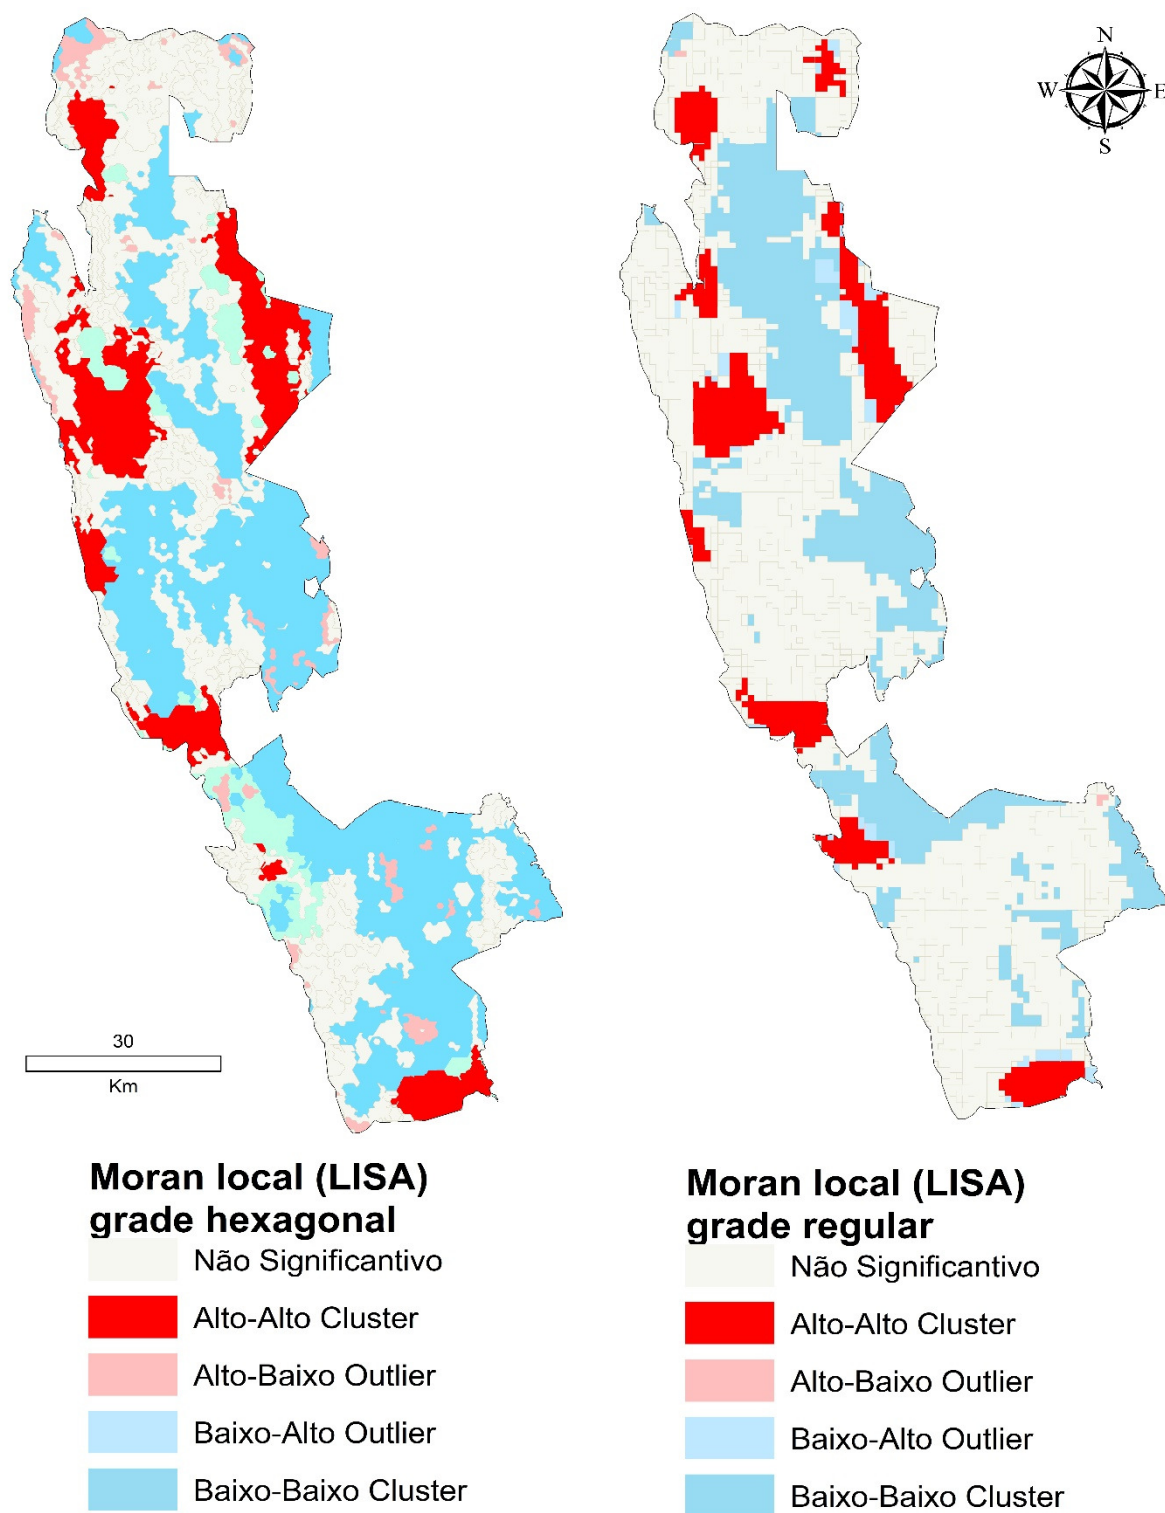 N
W E
S
30
Km
Moran local (LISA)
grade hexagonal
Não Significantivo
Alto-Alto Cluster
Alto-Baixo Outlier
Baixo-Alto Outlier
Baixo-Baixo Cluster
Moran local (LISA)
grade regular
Não Significantivo
Alto-Alto Cluster
Alto-Baixo Outlier
Baixo-Alto Outlier
Baixo-Baixo Cluster